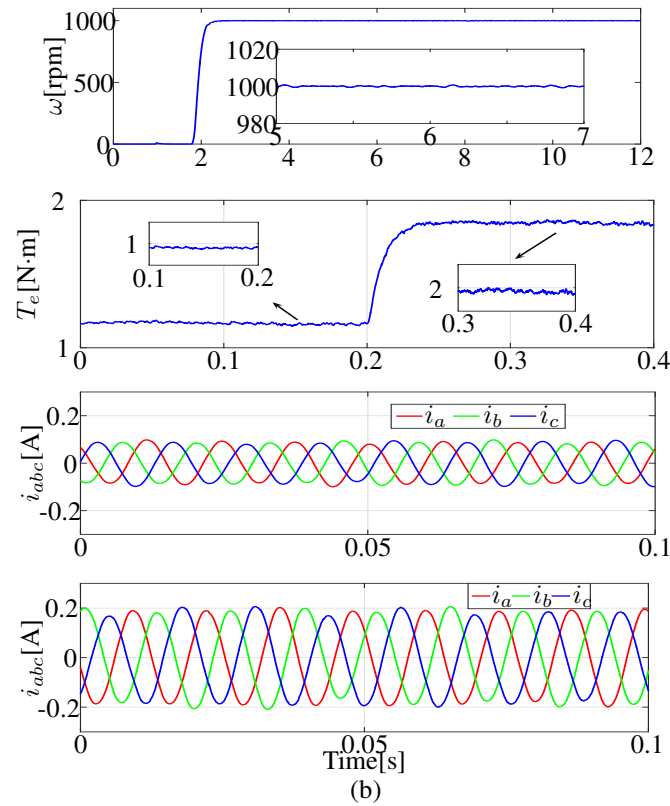 1000
500
0
ω[rpm]
1020
1000
980
5 6 7
0 2 4 6 8 10 12
2
1
T_e[N·m]
1
0.1 0.2
2
0.3 0.4
0 0.1 0.2 0.3 0.4
0.2
0
-0.2
i_abc[A]
i_a i_b i_c
0 0.05 0.1
0.2
0
-0.2
i_abc[A]
i_a i_b i_c
0 0.05 0.1
Time[s]
(b)